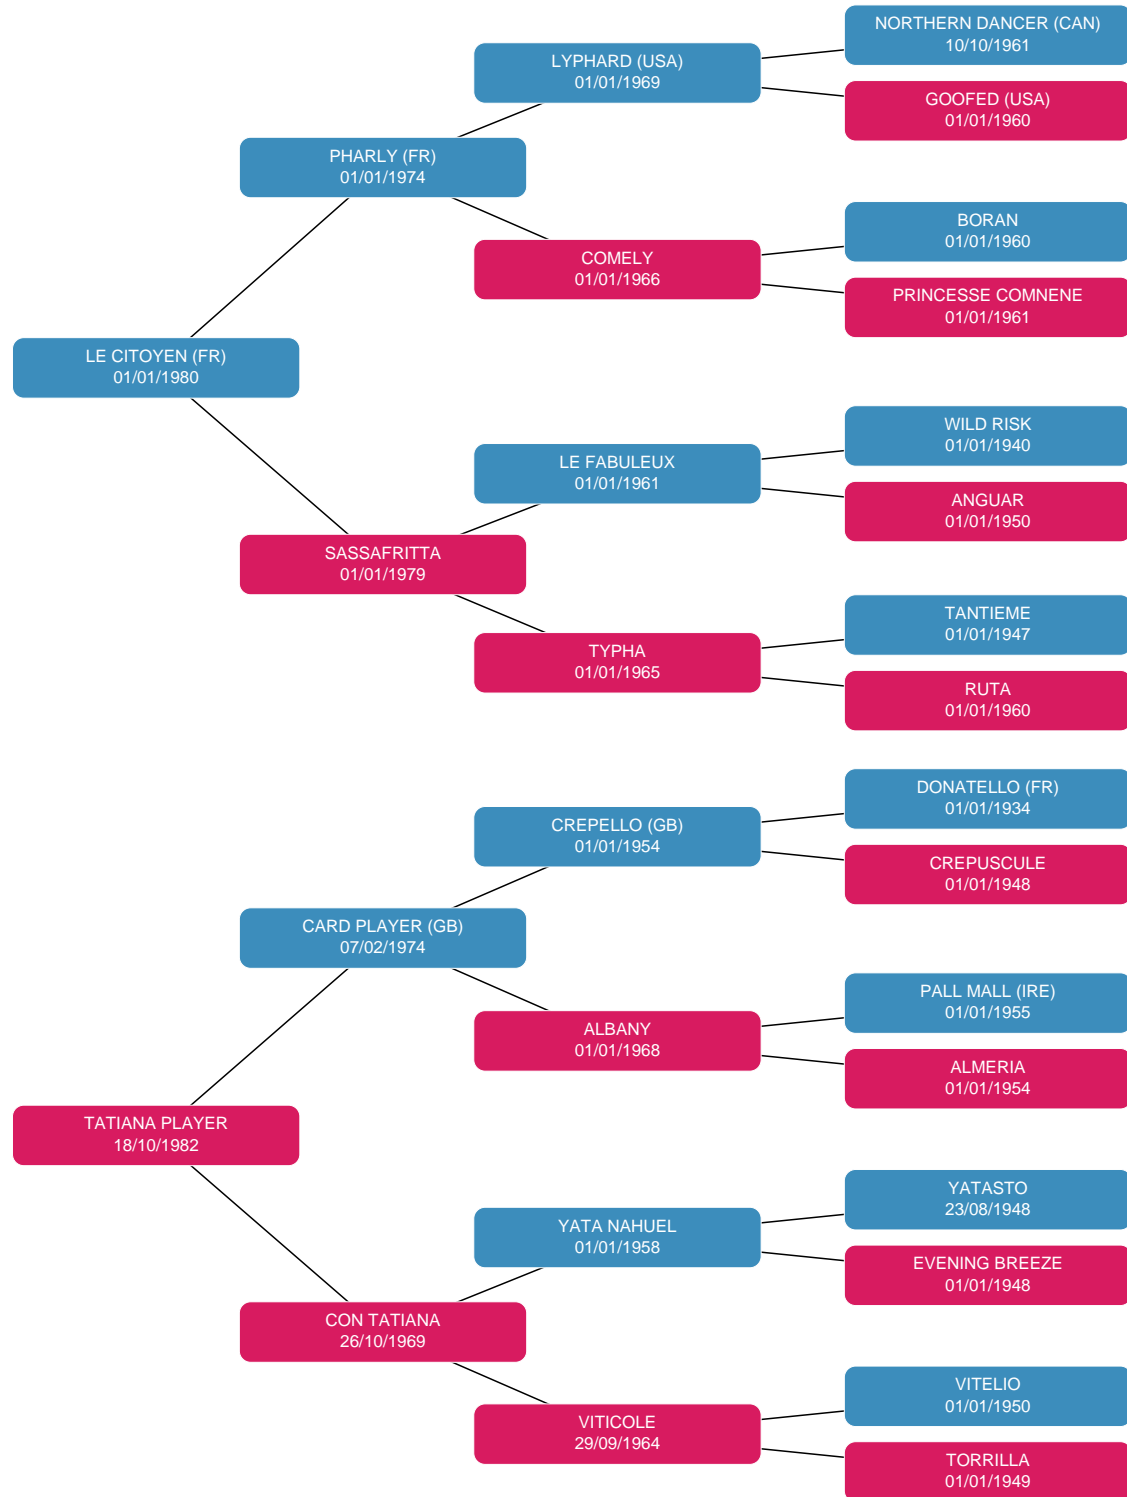 NORTHERN DANCER (CAN)
10/10/1961
LYPHARD (USA)
01/01/1969
GOOFED (USA)
01/01/1960
PHARLY (FR)
01/01/1974
BORAN
01/01/1960
COMELY
01/01/1966
PRINCESSE COMNENE
01/01/1961
LE CITOYEN (FR)
01/01/1980
WILD RISK
01/01/1940
LE FABULEUX
01/01/1961
ANGUAR
01/01/1950
SASSAFRITTA
01/01/1979
TANTIEME
01/01/1947
TYPHA
01/01/1965
RUTA
01/01/1960
DONATELLO (FR)
01/01/1934
CREPELLO (GB)
01/01/1954
CREPUSCULE
01/01/1948
CARD PLAYER (GB)
07/02/1974
PALL MALL (IRE)
01/01/1955
ALBANY
01/01/1968
ALMERIA
01/01/1954
TATIANA PLAYER
18/10/1982
YATASTO
23/08/1948
YATA NAHUEL
01/01/1958
EVENING BREEZE
01/01/1948
CON TATIANA
26/10/1969
VITELIO
01/01/1950
VITICOLE
29/09/1964
TORRILLA
01/01/1949